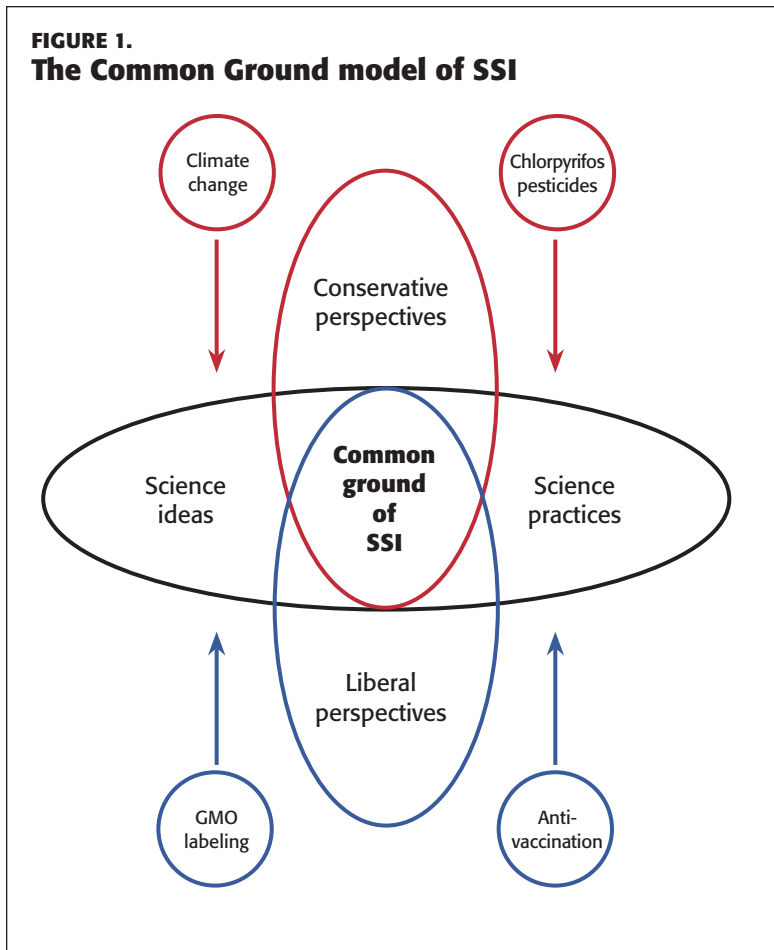 FIGURE 1.
The Common Ground model of SSI
Climate
change
Chlorpyrifos
pesticides
Conservative
perspectives
Science
ideas
Common
ground
of
SSI
Science
practices
Liberal
perspectives
GMO
labeling
Anti-
vaccination